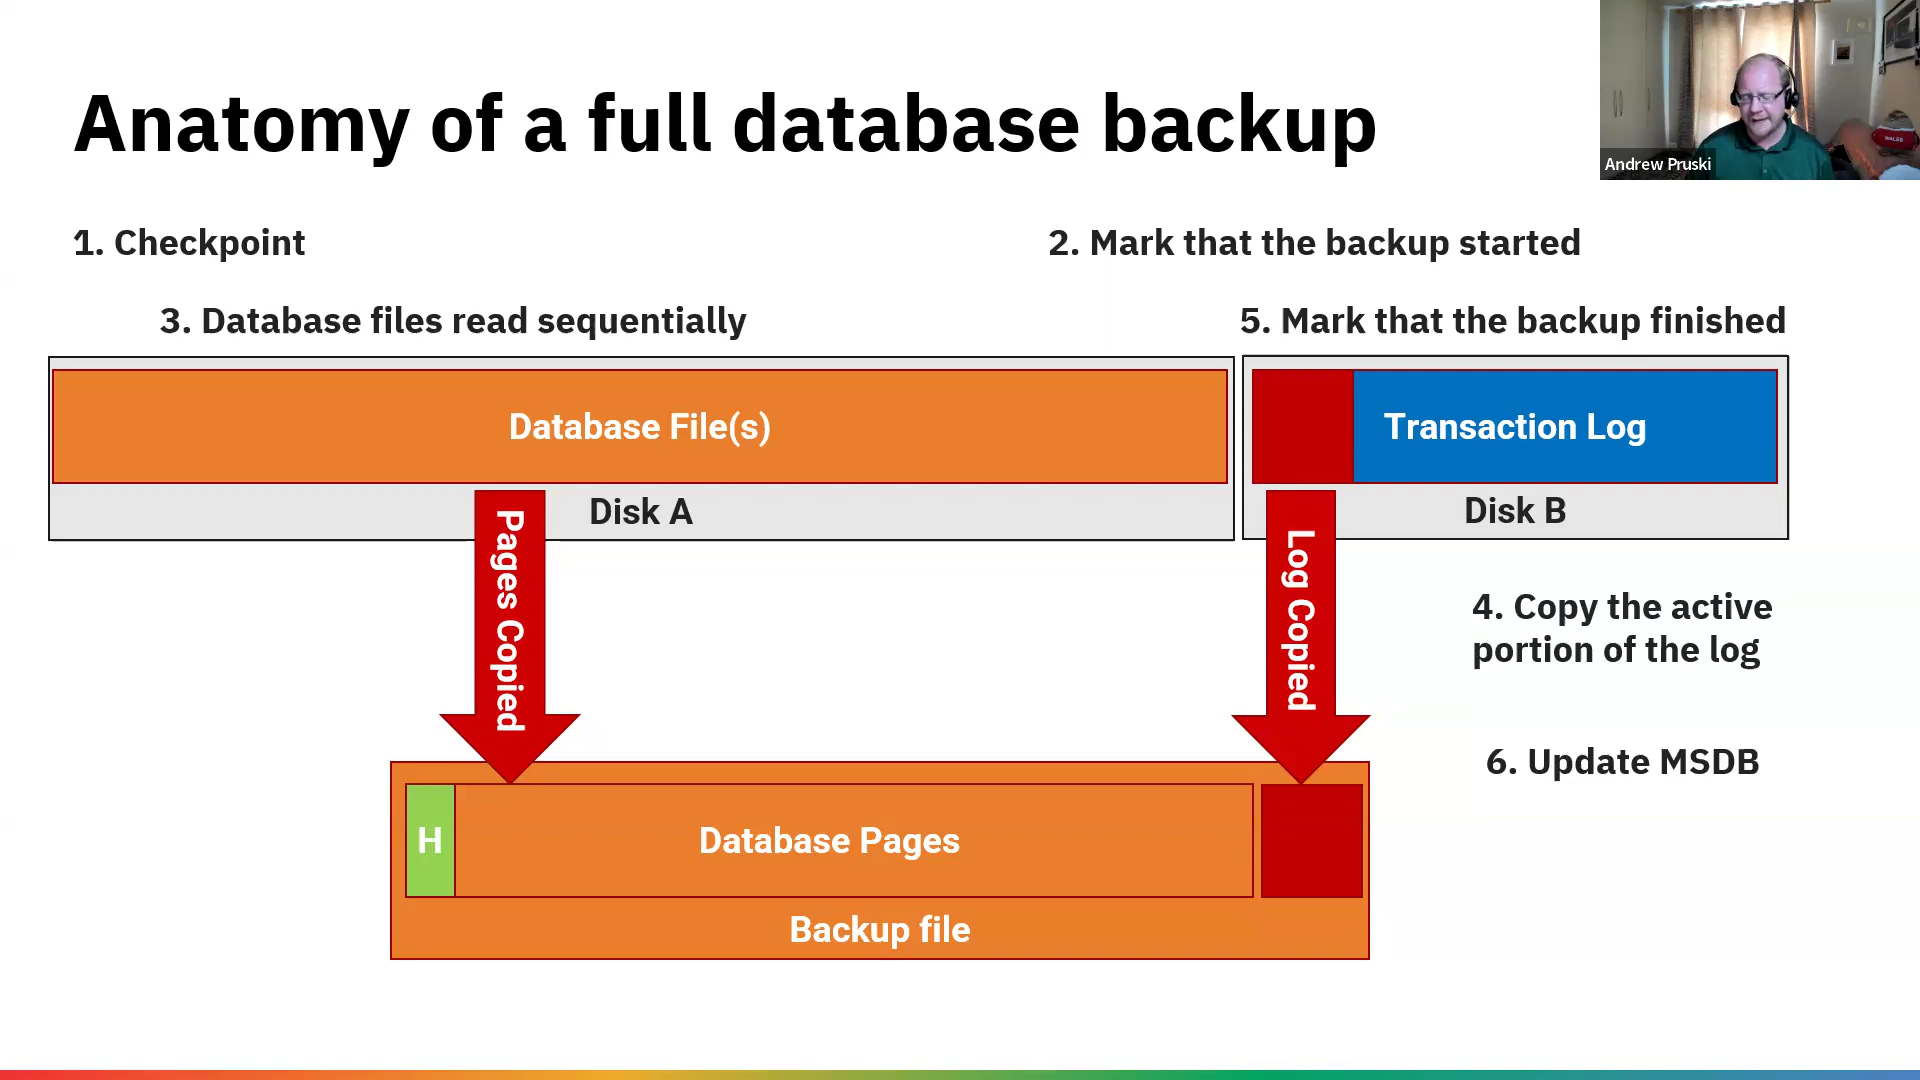 Anatomy of a full database backup
Andrew Pruski
1. Checkpoint
2. Mark that the backup started
3. Database files read sequentially
5. Mark that the backup finished
Database File(s)
Transaction Log
Disk A
Disk B
Pages Copied
Log Copied
4. Copy the active
portion of the log
6. Update MSDB
H
Database Pages
Backup file
WALES